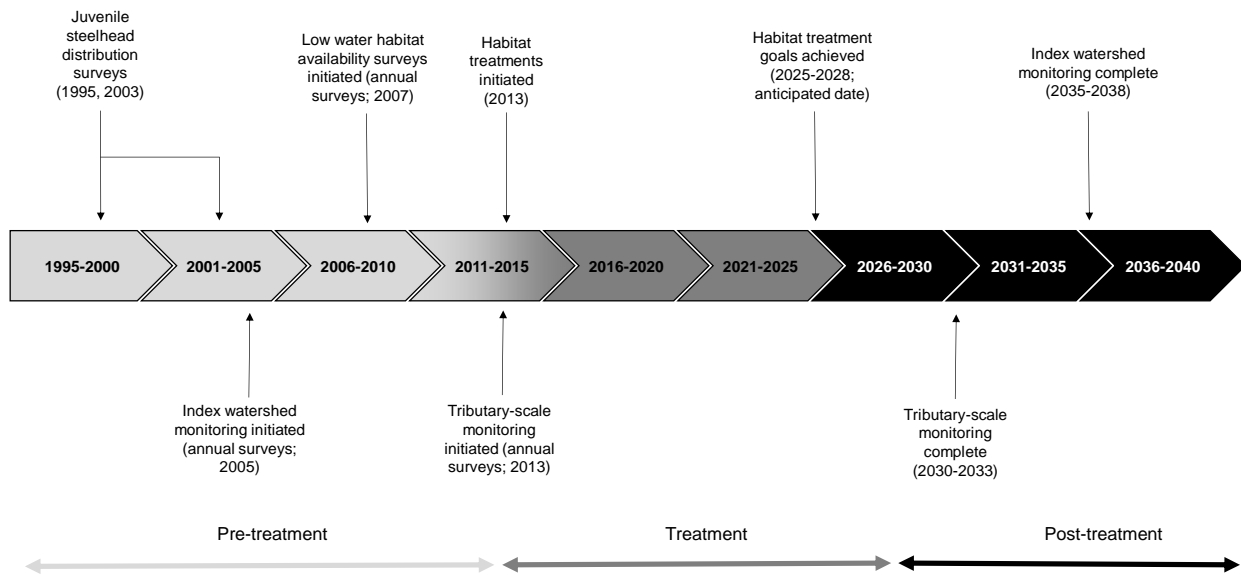 Juvenile
steelhead
distribution
surveys
(1995, 2003)
Low water habitat
availability surveys
initiated (annual
surveys; 2007)
Habitat
treatments
initiated
(2013)
Habitat treatment
goals achieved
(2025-2028;
anticipated date)
Index watershed
monitoring complete
(2035-2038)
1995-2000
2001-2005
2006-2010
2011-2015
2016-2020
2021-2025
2026-2030
2031-2035
2036-2040
Index watershed
monitoring initiated
(annual surveys;
2005)
Tributary-scale
monitoring
initiated (annual
surveys; 2013)
Tributary-scale
monitoring
complete
(2030-2033)
Pre-treatment
Treatment
Post-treatment